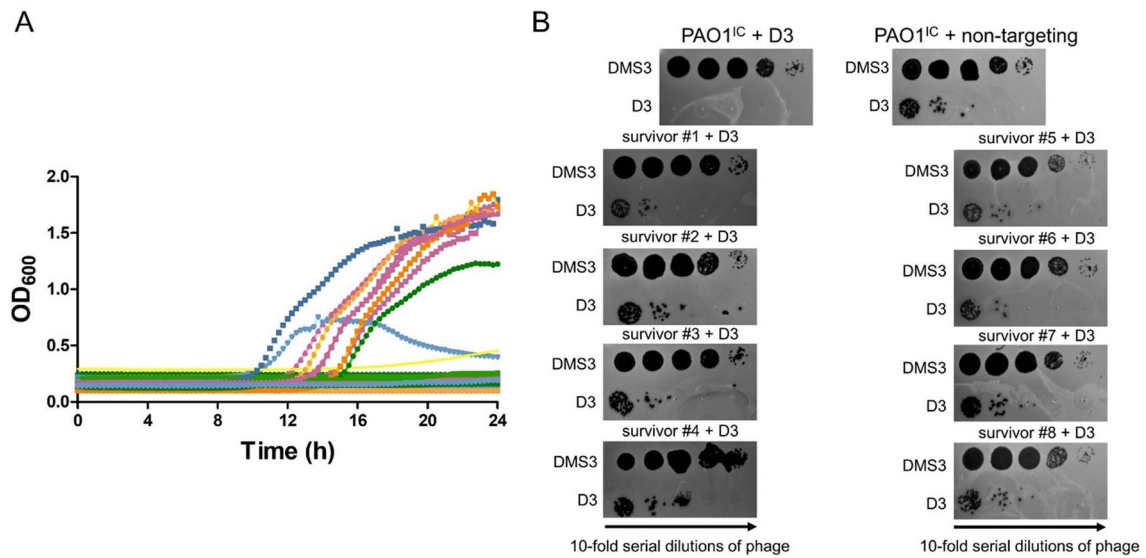 A
B
PAO1IC + D3
PAO1IC + non-targeting
DMS3
D3
DMS3
D3
survivor #1 + D3
DMS3
D3
survivor #2 + D3
DMS3
D3
survivor #3 + D3
DMS3
D3
survivor #4 + D3
DMS3
D3
10-fold serial dilutions of phage
survivor #5 + D3
DMS3
D3
survivor #6 + D3
DMS3
D3
survivor #7 + D3
DMS3
D3
survivor #8 + D3
DMS3
D3
10-fold serial dilutions of phage
OD600
2.0
1.5
1.0
0.5
0.0
0 4 8 12 16 20 24
Time (h)